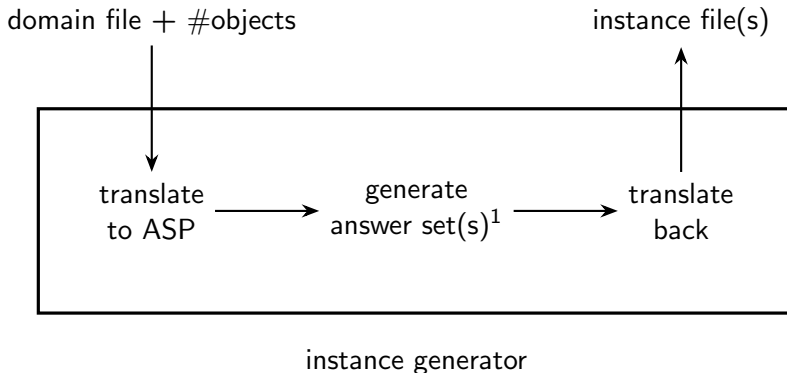 domain file + #objects
instance file(s)
translate
to ASP
generate
answer set(s)¹
translate
back
instance generator